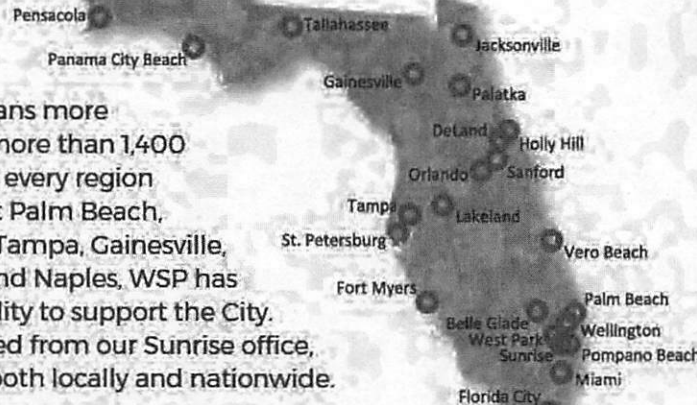 Pensacola
Tallahassee
Jacksonville
Panama City Beach
Gainesville
Palatka
ans more
DeLand
more than 1,400
Holly Hill
every region
Orlando
Sanford
Palm Beach,
Tampa
Lakeland
Tampa, Gainesville,
St. Petersburg
Vero Beach
nd Naples, WSP has
Fort Myers
Palm Beach
lity to support the City.
Belle Glade
Wellington
West Park
ed from our Sunrise office,
Sunrise
Pompano Beach
both locally and nationwide.
Miami
Florida City